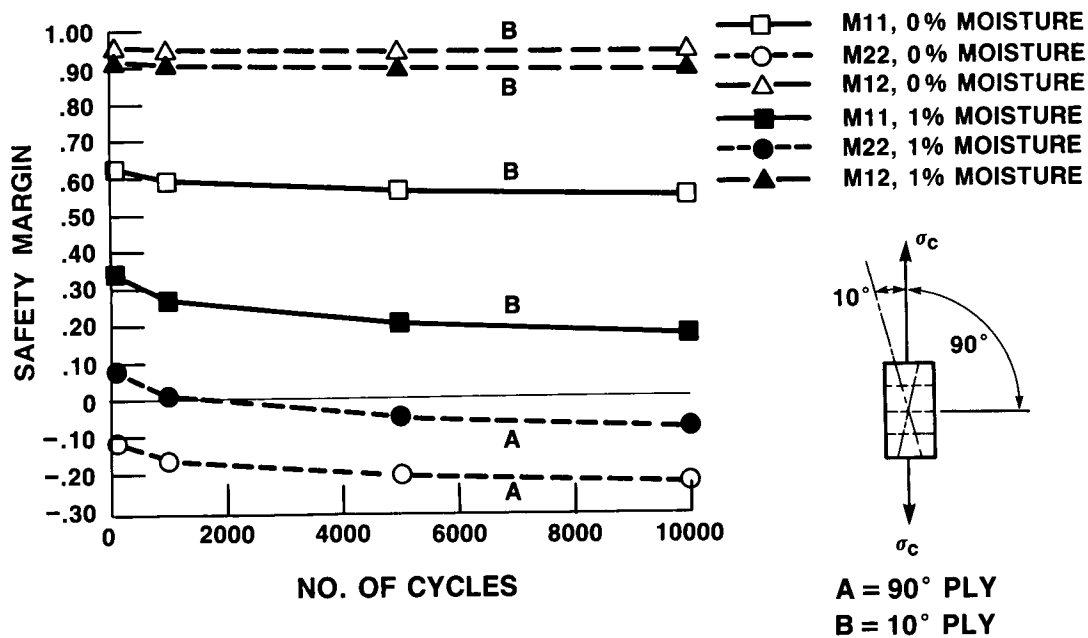 1.00
.90
.80
.70
.60
.50
.40
.30
.20
.10
0
-.10
-.20
-.30
SAFETY MARGIN
0
2000
4000
6000
8000
10000
NO. OF CYCLES
B
B
B
B
A
A
M11, 0% MOISTURE
M22, 0% MOISTURE
M12, 0% MOISTURE
M11, 1% MOISTURE
M22, 1% MOISTURE
M12, 1% MOISTURE
σc
10°
90°
σc
A = 90° PLY
B = 10° PLY